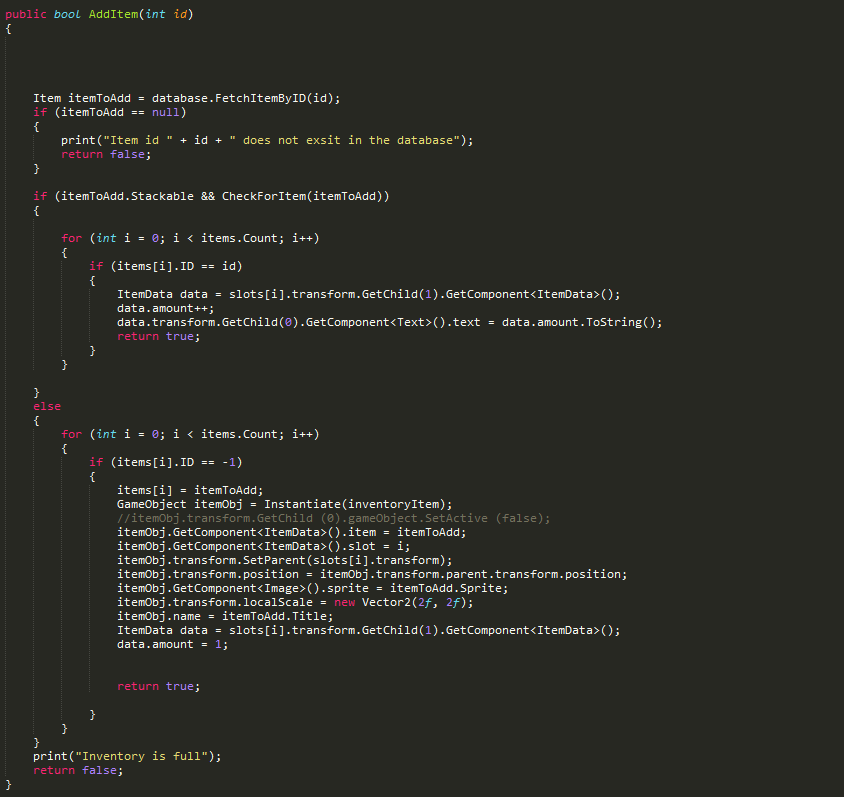 public bool AddItem(int id)
{
Item itemToAdd = database.FetchItemByID(id);
if (itemToAdd == null)
{
print("Item id " + id + " does not exsit in the database");
return false;
}
if (itemToAdd.Stackable && CheckForItem(itemToAdd))
{
for (int i = 0; i < items.Count; i++)
{
if (items[i].ID == id)
{
ItemData data = slots[i].transform.GetChild(1).GetComponent<ItemData>();
data.amount++;
data.transform.GetChild(0).GetComponent<Text>().text = data.amount.ToString();
return true;
}
}
}
else
{
for (int i = 0; i < items.Count; i++)
{
if (items[i].ID == -1)
{
items[i] = itemToAdd;
GameObject itemObj = Instantiate(inventoryItem);
//itemObj.transform.GetChild (0).gameObject.SetActive (false);
itemObj.GetComponent<ItemData>().item = itemToAdd;
itemObj.GetComponent<ItemData>().slot = i;
itemObj.transform.SetParent(slots[i].transform);
itemObj.transform.position = itemObj.transform.parent.transform.position;
itemObj.GetComponent<Image>().sprite = itemToAdd.Sprite;
itemObj.transform.localScale = new Vector2(2f, 2f);
itemObj.name = itemToAdd.Title;
ItemData data = slots[i].transform.GetChild(1).GetComponent<ItemData>();
data.amount = 1;
return true;
}
}
}
print("Inventory is full");
return false;
}